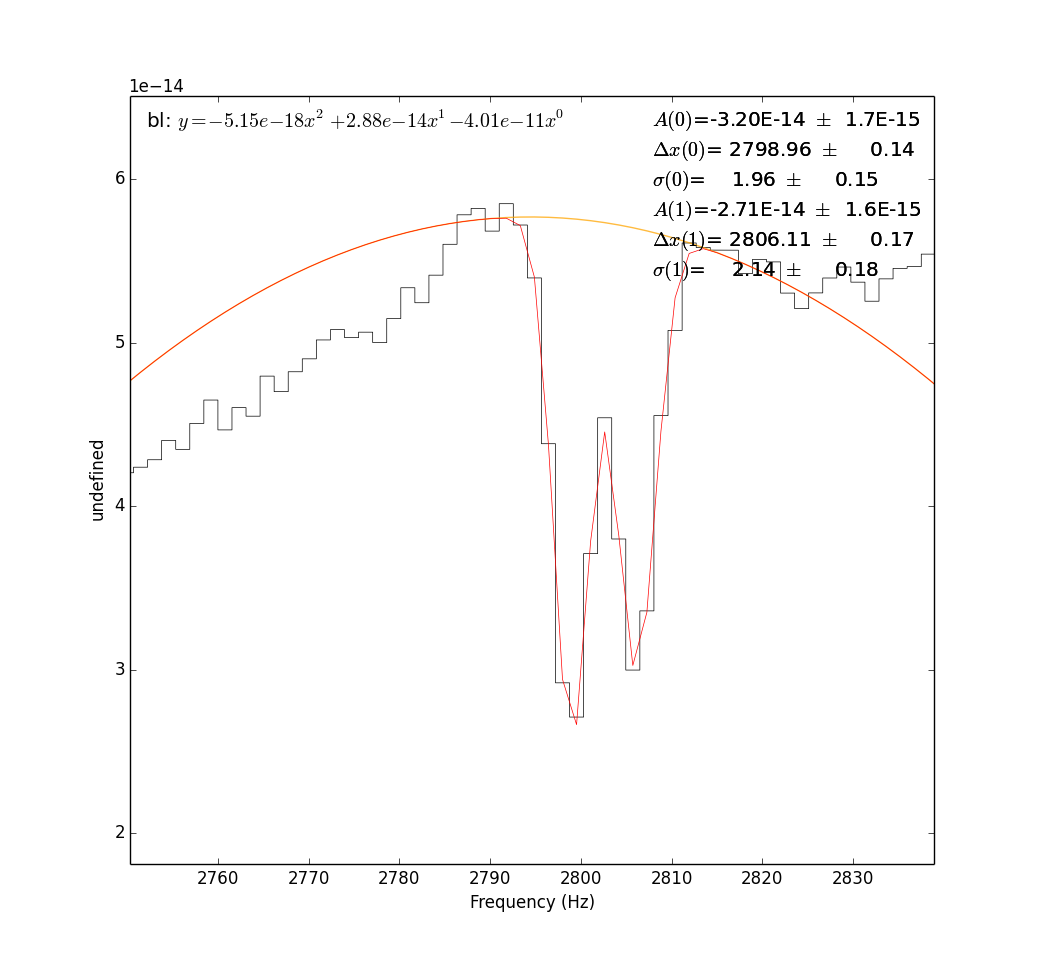 1e−14
bl: y=−5.15e−18x² +2.88e−14x¹ −4.01e−11x⁰
A(0)=-3.20E-14 ± 1.7E-15
Δx(0)= 2798.96 ± 0.14
σ(0)= 1.96 ± 0.15
A(1)=-2.71E-14 ± 1.6E-15
Δx(1)= 2806.11 ± 0.17
σ(1)= 2.14 ± 0.18
6
5
4
3
2
undefined
2760 2770 2780 2790 2800 2810 2820 2830
Frequency (Hz)